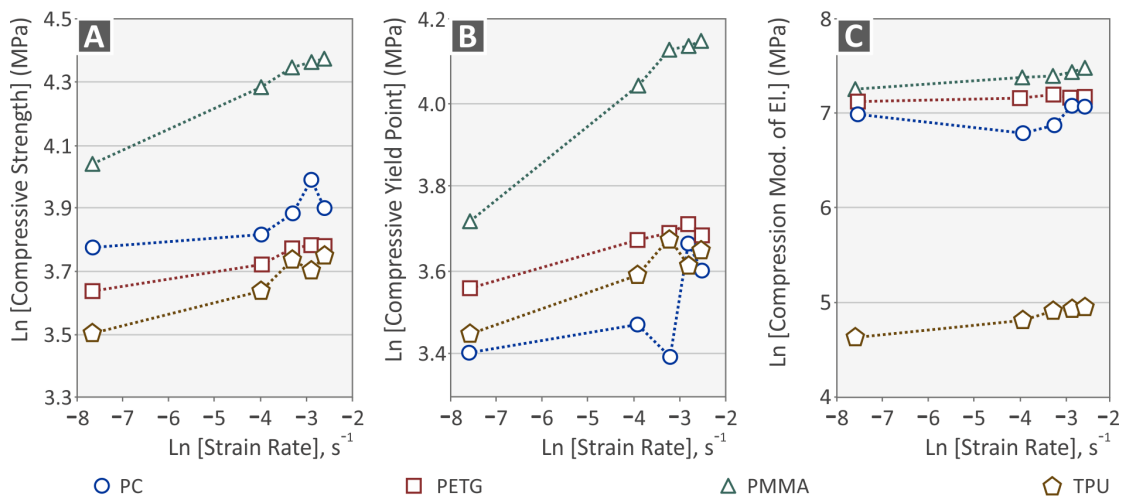 A
Ln [Compressive Strength] (MPa)
4.5
4.3
4.1
3.9
3.7
3.5
3.3
−8 −7 −6 −5 −4 −3 −2
Ln [Strain Rate], s⁻¹
B
Ln [Compressive Yield Point] (MPa)
4.2
4.0
3.8
3.6
3.4
−8 −7 −6 −5 −4 −3 −2
Ln [Strain Rate], s⁻¹
C
Ln [Compression Mod. of El.] (MPa)
8
7
6
5
4
−8 −7 −6 −5 −4 −3 −2
Ln [Strain Rate], s⁻¹
PC PETG PMMA TPU